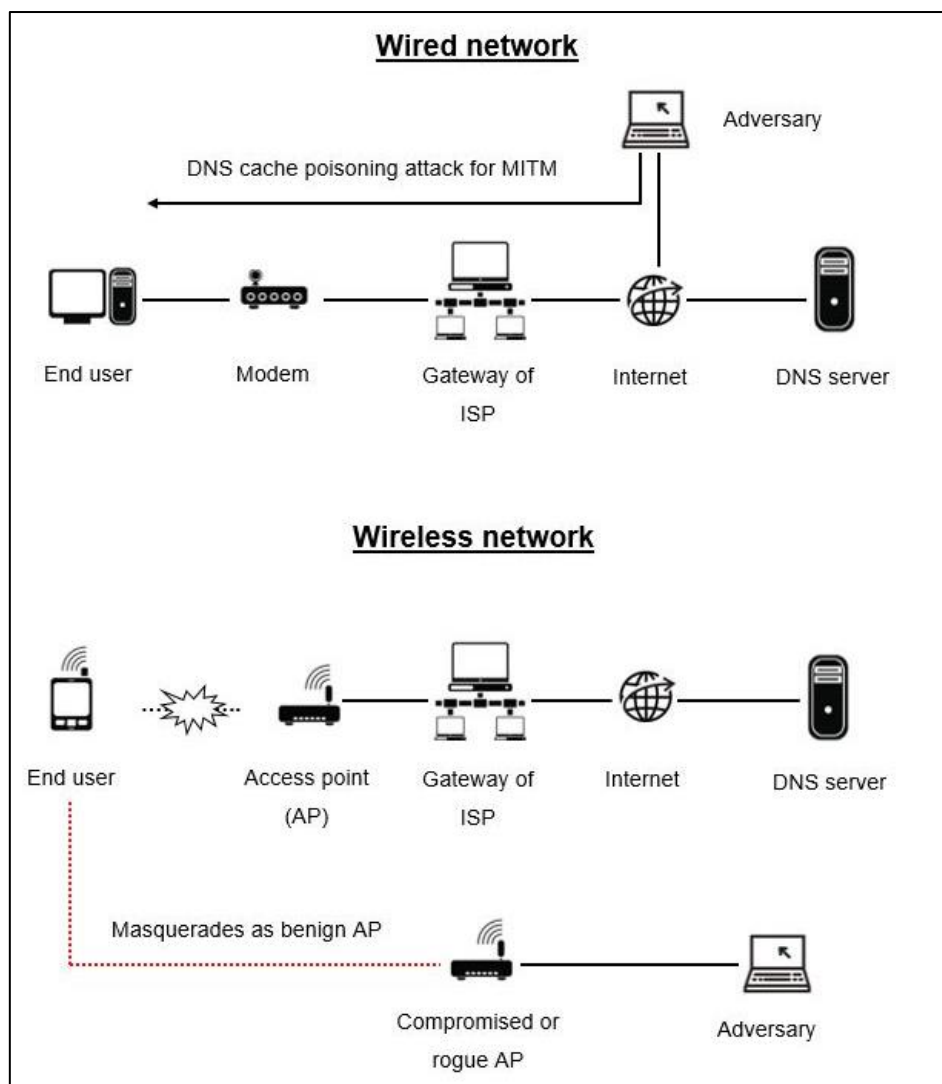 Wired network
Adversary
DNS cache poisoning attack for MITM
End user
Modem
Gateway of
ISP
Internet
DNS server
Wireless network
End user
Access point
(AP)
Gateway of
ISP
Internet
DNS server
Masquerades as benign AP
Compromised or
rogue AP
Adversary